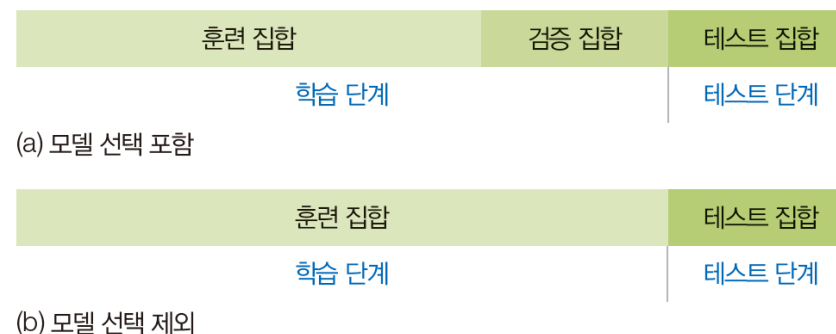 훈련 집합 검증 집합 테스트 집합
학습 단계 테스트 단계
(a) 모델 선택 포함
훈련 집합 테스트 집합
학습 단계 테스트 단계
(b) 모델 선택 제외